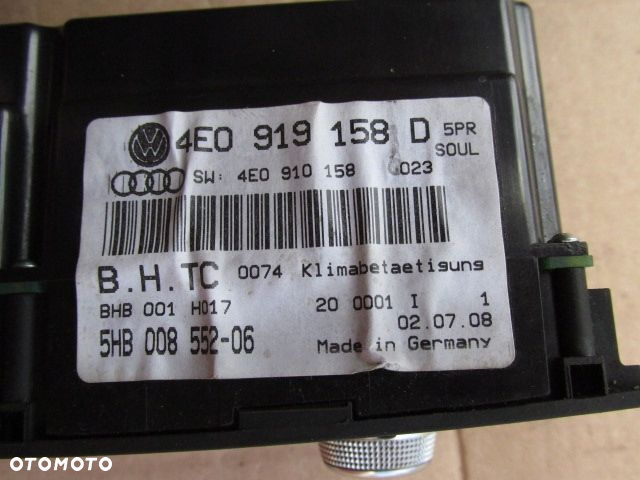 4E0 919 158 D 5PR
SOUL
SW: 4E0 910 158 0023
B.H.TC 0074 Klimabetaetigung
BHB 001 H017 20 0001 I 1
5HB 008 552-06 02.07.08
Made in Germany
OTOMOTO